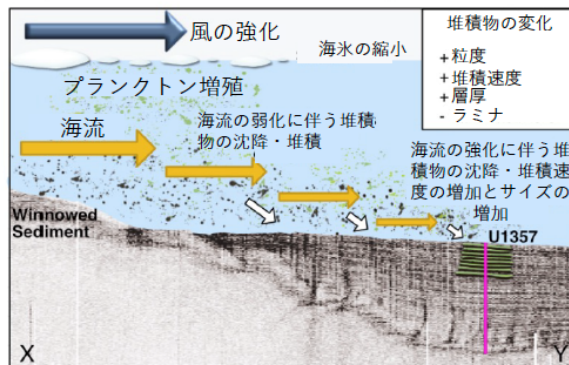 風の強化
海氷の縮小
堆積物の変化
+粒度
+堆積速度
+層厚
- ラミナ
プランクトン増殖
海流
海流の弱化に伴う堆積
物の沈降・堆積
海流の強化に伴う堆
積物の沈降・堆積速
度の増加とサイズの
増加
Winnowed
Sediment
U1357
X
Y